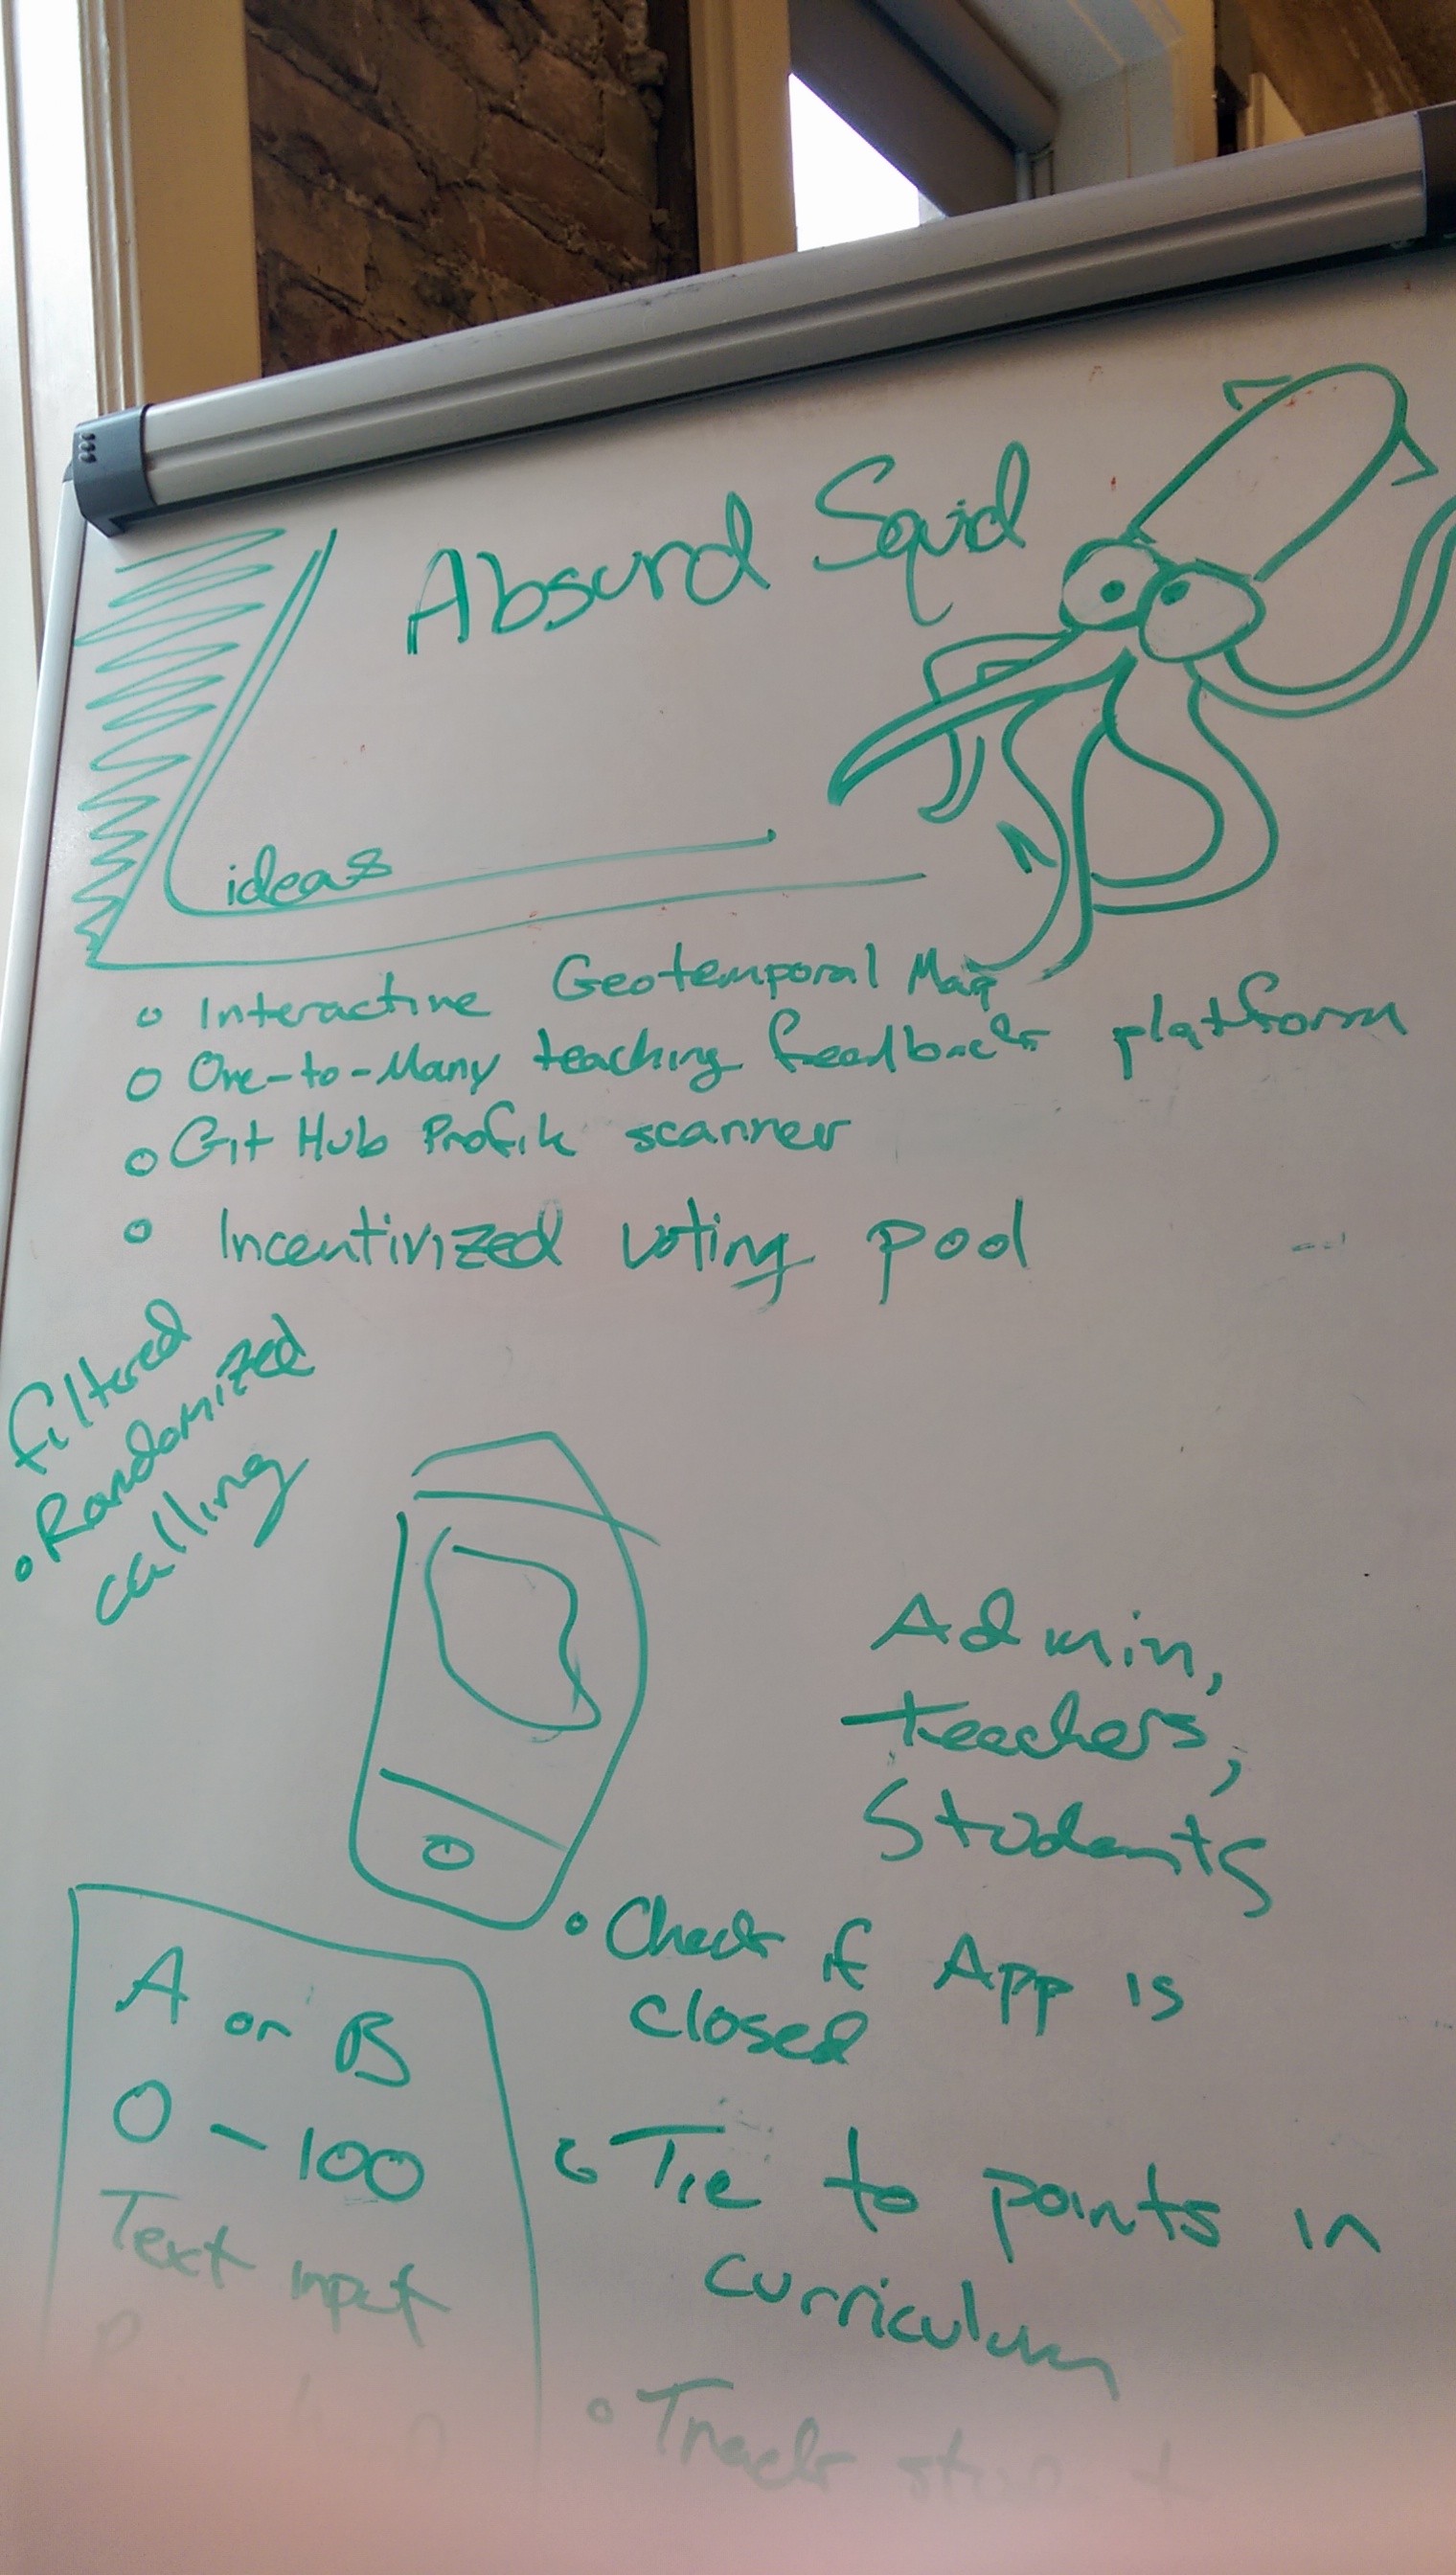 Absurd Squid
ideas
Interactive Geotemporal Map
One-to-Many teaching feedback platform
GitHub Profile scanner
Incentivized voting pool
filtered
Randomized
calling
Admin,
teachers,
Students
Check if App is
closed
Tie to points in
curriculum
Track student
A or B
0 - 100
Text input